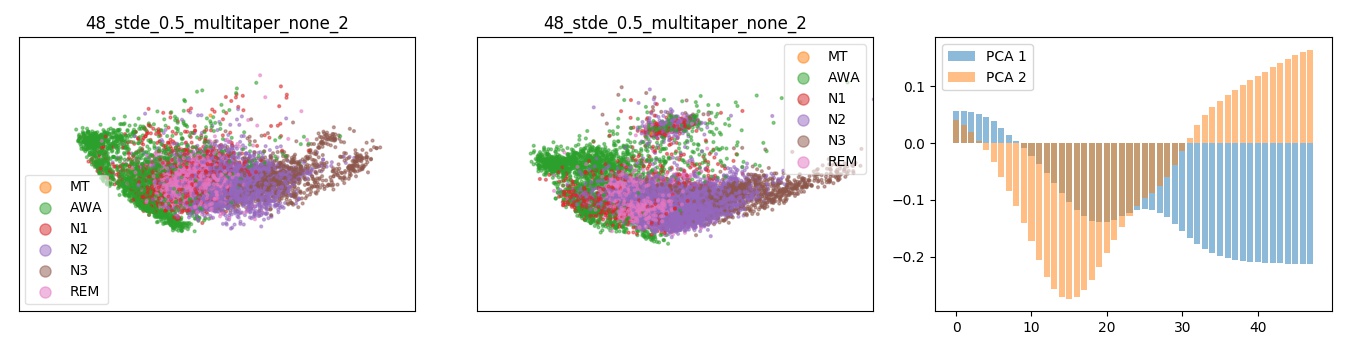 48_stde_0.5_multitaper_none_2
MT
AWA
N1
N2
N3
REM
48_stde_0.5_multitaper_none_2
MT
AWA
N1
N2
N3
REM
PCA 1
PCA 2
0.1
0.0
−0.1
−0.2
0
10
20
30
40